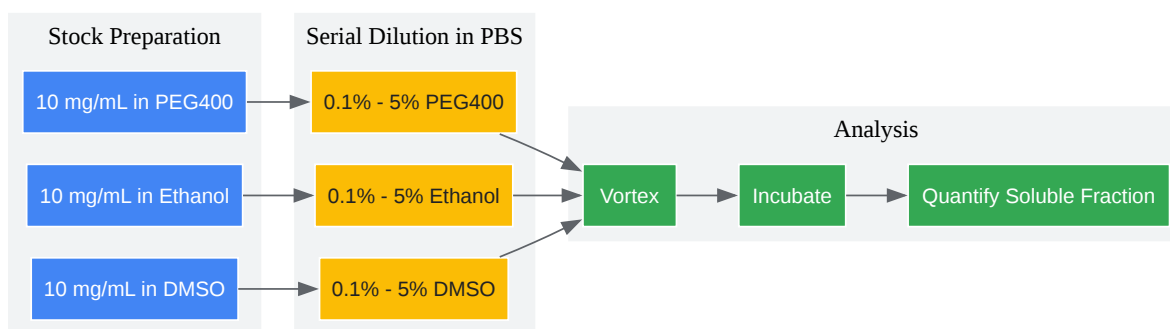 Stock Preparation
10 mg/mL in PEG400
10 mg/mL in Ethanol
10 mg/mL in DMSO
Serial Dilution in PBS
0.1% - 5% PEG400
0.1% - 5% Ethanol
0.1% - 5% DMSO
Analysis
Vortex
Incubate
Quantify Soluble Fraction